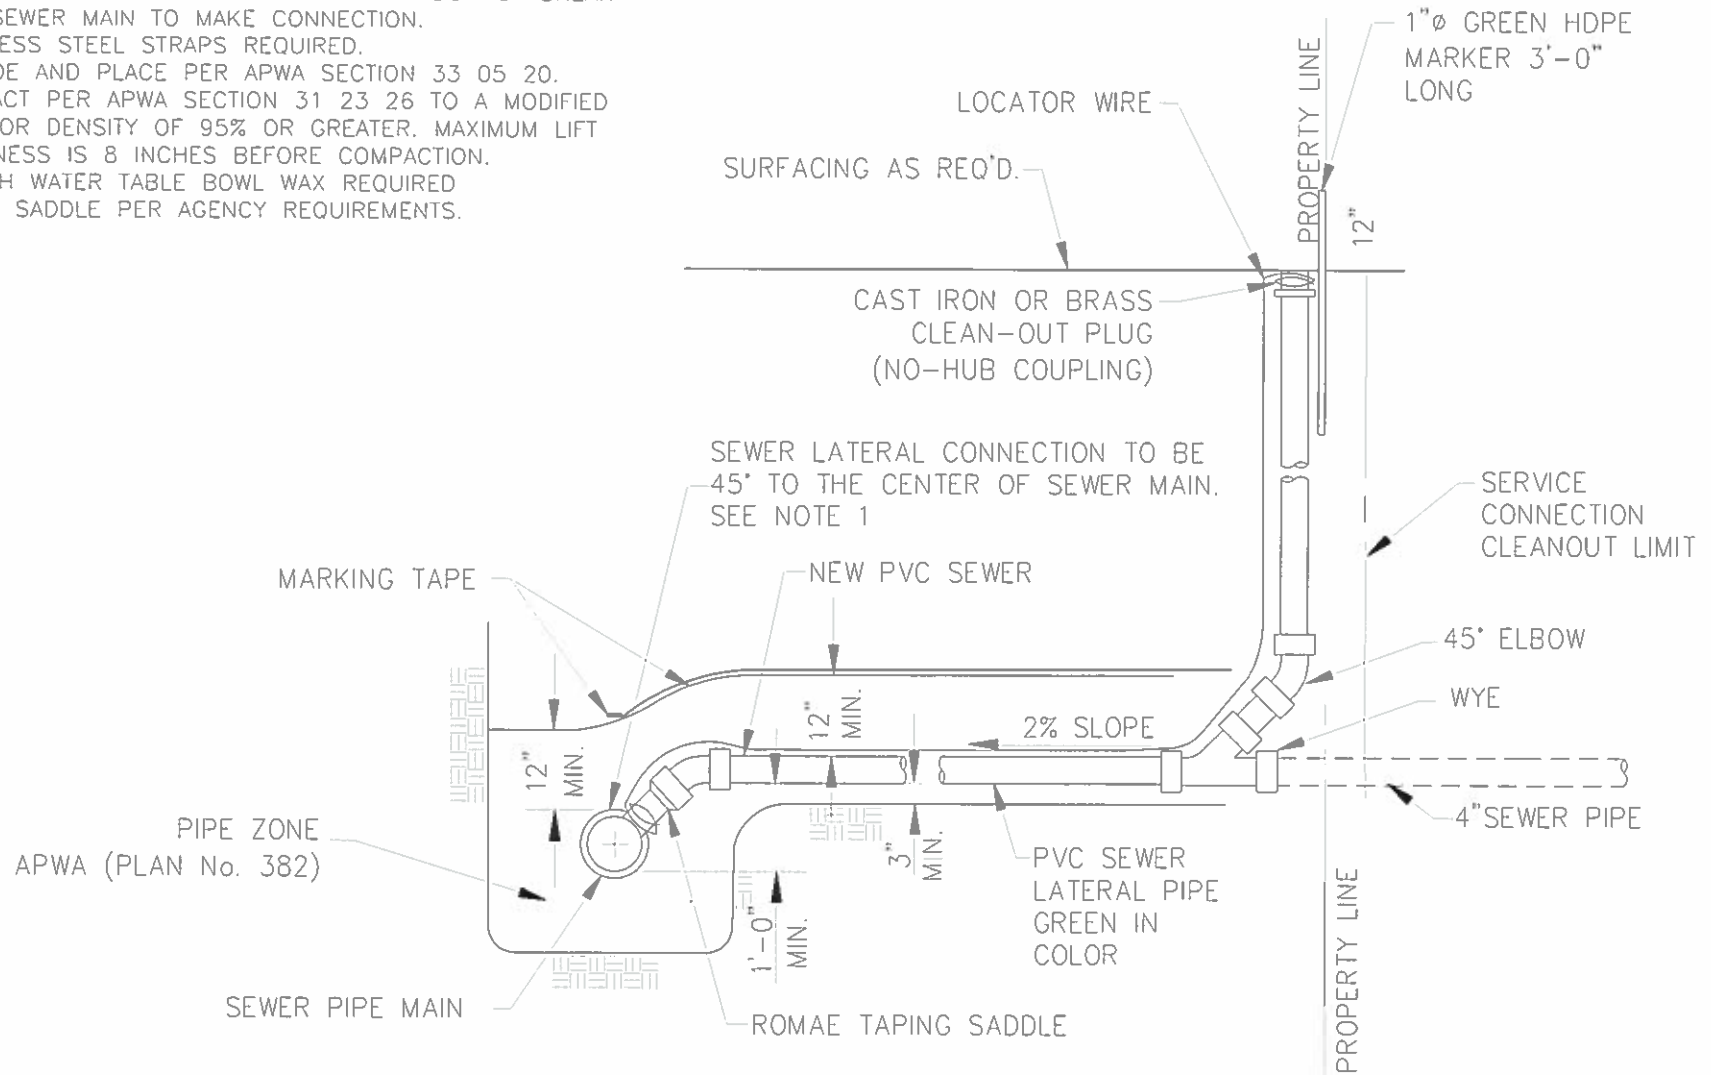 SEWER MAIN TO MAKE CONNECTION.
ESS STEEL STRAPS REQUIRED.
DE AND PLACE PER APWA SECTION 33 05 20.
ACT PER APWA SECTION 31 23 26 TO A MODIFIED
OR DENSITY OF 95% OR GREATER. MAXIMUM LIFT
NESS IS 8 INCHES BEFORE COMPACTION.
H WATER TABLE BOWL WAX REQUIRED
SADDLE PER AGENCY REQUIREMENTS.
1"ø GREEN HDPE
MARKER 3'-0"
LONG
PROPERTY LINE
12"
LOCATOR WIRE
SURFACING AS REQ'D.
CAST IRON OR BRASS
CLEAN-OUT PLUG
(NO-HUB COUPLING)
SEWER LATERAL CONNECTION TO BE
45° TO THE CENTER OF SEWER MAIN.
SEE NOTE 1
SERVICE
CONNECTION
CLEANOUT LIMIT
MARKING TAPE
NEW PVC SEWER
45° ELBOW
WYE
12"
MIN.
2% SLOPE
12"
MIN.
4"SEWER PIPE
PIPE ZONE
APWA (PLAN No. 382)
3"
MIN.
PVC SEWER
LATERAL PIPE
GREEN IN
COLOR
1'-0"
MIN.
PROPERTY LINE
SEWER PIPE MAIN
ROMAE TAPING SADDLE